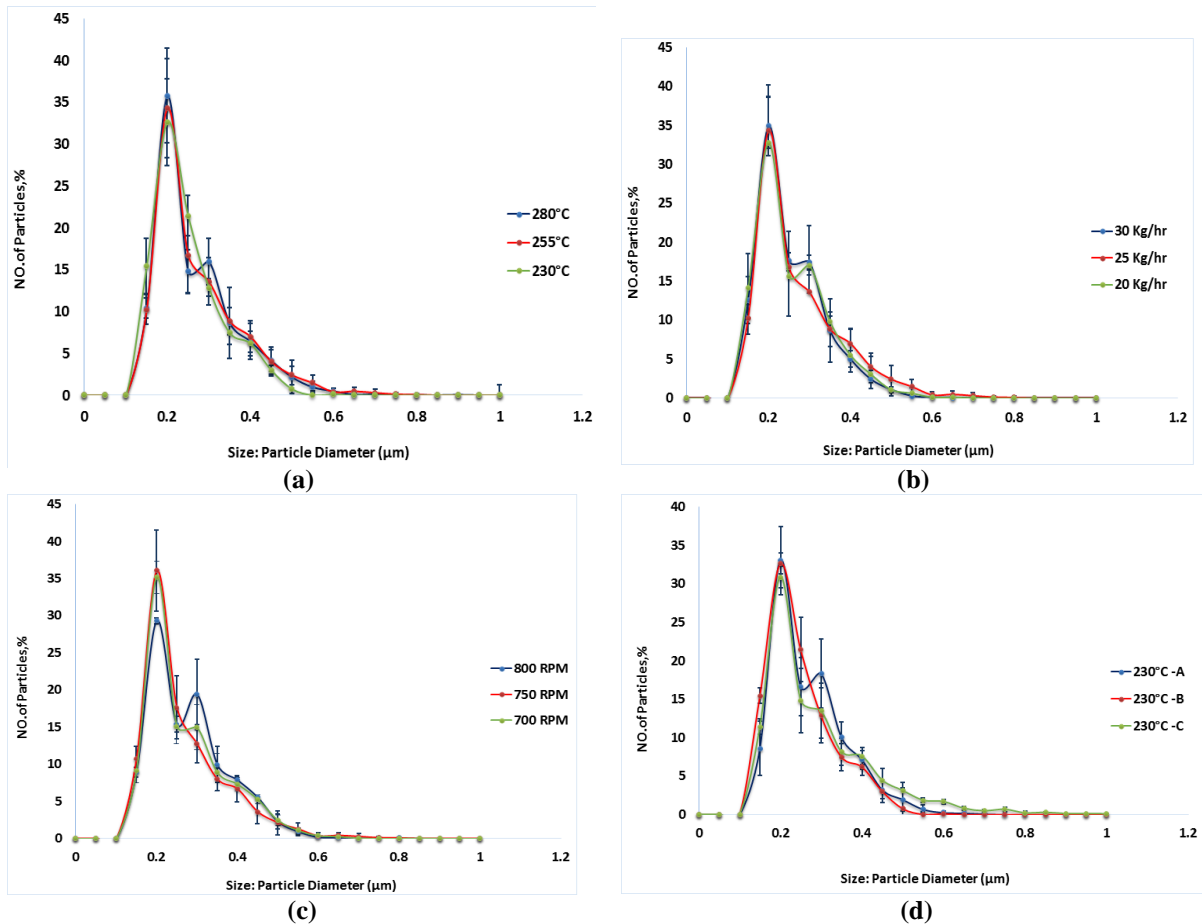 45
40
35
30
25
20
15
10
5
0
NO.of Particles,%
0 0.2 0.4 0.6 0.8 1 1.2
Size: Particle Diameter (µm)
280°C
255°C
230°C
(a)
45
40
35
30
25
20
15
10
5
0
NO.of Particles,%
0 0.2 0.4 0.6 0.8 1 1.2
Size: Particle Diameter (µm)
30 Kg/hr
25 Kg/hr
20 Kg/hr
(b)
45
40
35
30
25
20
15
10
5
0
NO.of Particles,%
0 0.2 0.4 0.6 0.8 1 1.2
Size: Particle Diameter (µm)
800 RPM
750 RPM
700 RPM
(c)
40
35
30
25
20
15
10
5
0
NO.of Particles,%
0 0.2 0.4 0.6 0.8 1 1.2
Size: Particle Diameter (µm)
230°C -A
230°C -B
230°C -C
(d)